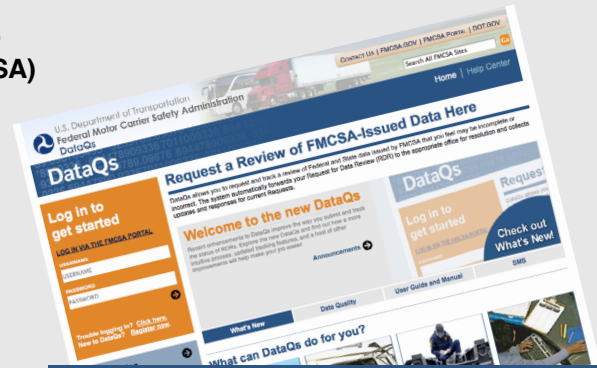 SA)
CONTACT US | FMCSA.GOV | FMCSA PORTAL | DOT.GOV
Search All FMCSA Sites
Go
Home | Help Center
U.S. Department of Transportation
Federal Motor Carrier Safety Administration
DataQs
DataQs
Request a Review of FMCSA-Issued Data Here
DataQs allows you to request and track a review of Federal and State data issued by FMCSA that you feel may be incomplete or
incorrect. The system automatically forwards your Request for Data Review (RDR) to the appropriate office for resolution and collects
updates and responses for current Requests.
Log in to
get started
LOG IN VIA THE FMCSA PORTAL
USERNAME
USERNAME
PASSWORD
PASSWORD
Trouble logging in? Click here.
New to DataQs? Register now.
Welcome to the new DataQs
Recent enhancements to DataQs improve the way you submit and track
the status of RDRs. Explore the new DataQs and find out how a more
intuitive process, updated tracking features, and a host of other
improvements will help make your job easier.
Announcements
DataQs
Log in to
get started
Request
Check out
What's New!
What's New
Data Quality
User Guide and Manual
SMS
What can DataQs do for you?